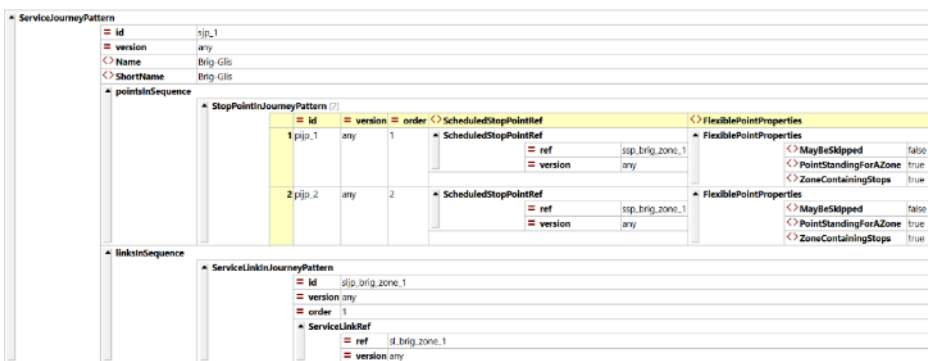 ServiceJourneyPattern
= id sjp_1
= version any
<> Name Brig-Glis
<> ShortName Brig-Glis
pointsInSequence
StopPointInJourneyPattern (2)
= id = version = order <> ScheduledStopPointRef <> FlexiblePointProperties
1 pijp_1 any 1 ScheduledStopPointRef FlexiblePointProperties
= ref ssp_brig_zone_1 <> MayBeSkipped false
= version any <> PointStandingForAZone true
<> ZoneContainingStops true
2 pijp_2 any 2 ScheduledStopPointRef FlexiblePointProperties
= ref ssp_brig_zone_1 <> MayBeSkipped false
= version any <> PointStandingForAZone true
<> ZoneContainingStops true
linksInSequence
ServiceLinkInJourneyPattern
= id sljp_brig_zone_1
= version any
= order 1
ServiceLinkRef
= ref sl_brig_zone_1
= version any